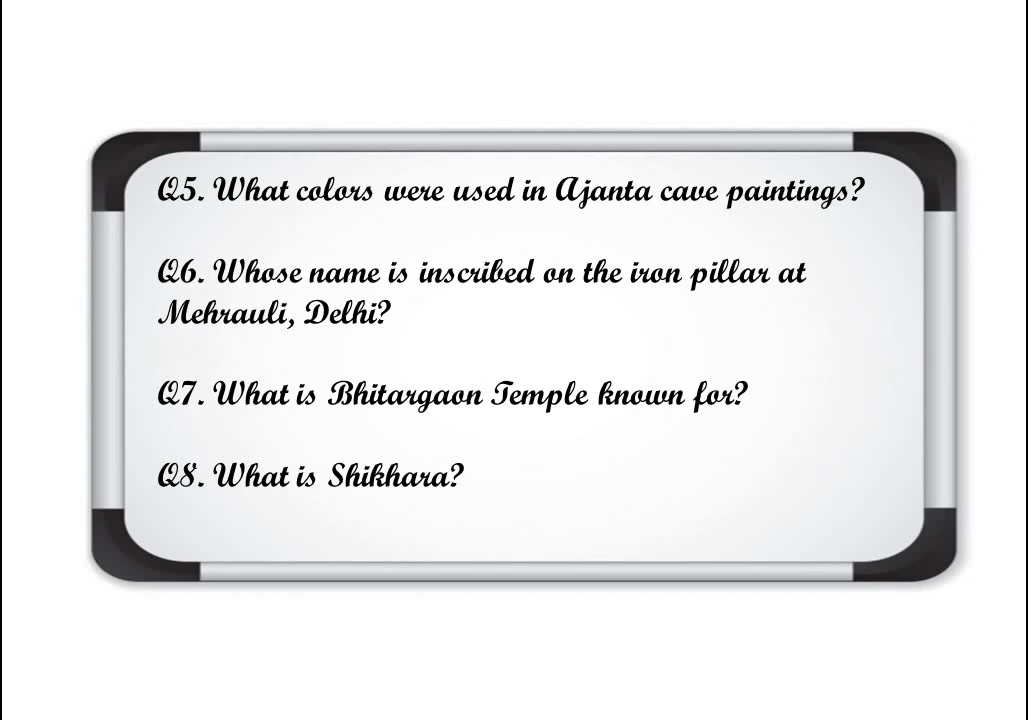 Q5. What colors were used in Ajanta cave paintings?
Q6. Whose name is inscribed on the iron pillar at
Mehrauli, Delhi?
Q7. What is Bhitargaon Temple known for?
Q8. What is Shikhara?